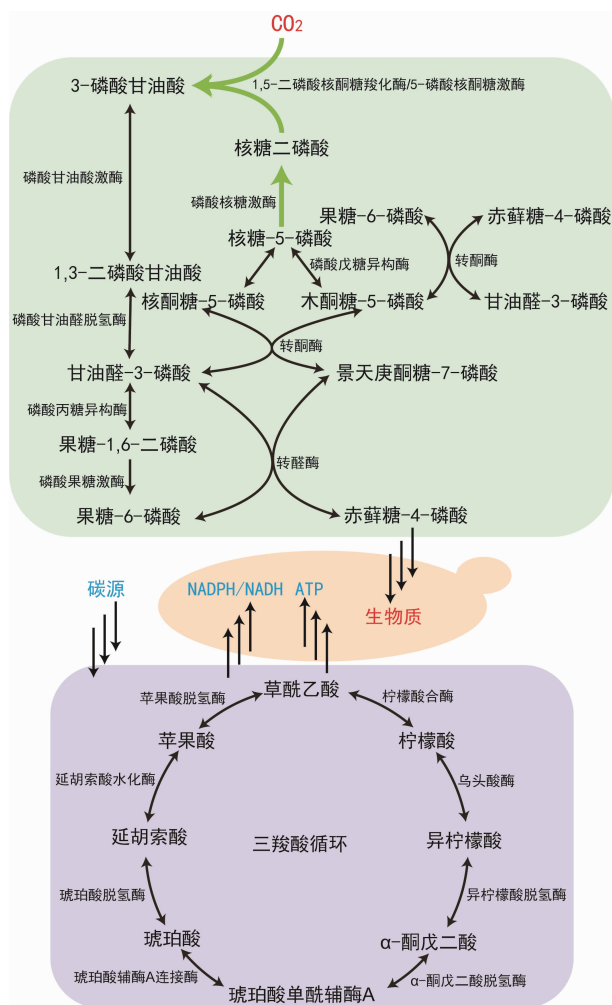 CO₂
3-磷酸甘油酸
1,5-二磷酸核酮糖羧化酶/5-磷酸核酮糖激酶
核糖二磷酸
磷酸甘油酸激酶
磷酸核糖激酶
果糖-6-磷酸
赤藓糖-4-磷酸
核糖-5-磷酸
磷酸戊糖异构酶
转酮酶
1,3-二磷酸甘油酸
核酮糖-5-磷酸
木酮糖-5-磷酸
甘油醛-3-磷酸
磷酸甘油醛脱氢酶
转酮酶
甘油醛-3-磷酸
景天庚酮糖-7-磷酸
磷酸丙糖异构酶
果糖-1,6-二磷酸
转醛酶
磷酸果糖激酶
果糖-6-磷酸
赤藓糖-4-磷酸
碳源
NADPH/NADH ATP
生物质
草酰乙酸
苹果酸脱氢酶
柠檬酸合酶
苹果酸
柠檬酸
延胡索酸水化酶
乌头酸酶
延胡索酸
三羧酸循环
异柠檬酸
琥珀酸脱氢酶
异柠檬酸脱氢酶
琥珀酸
α-酮戊二酸
琥珀酸辅酶A连接酶
α-酮戊二酸脱氢酶
琥珀酸单酰辅酶A